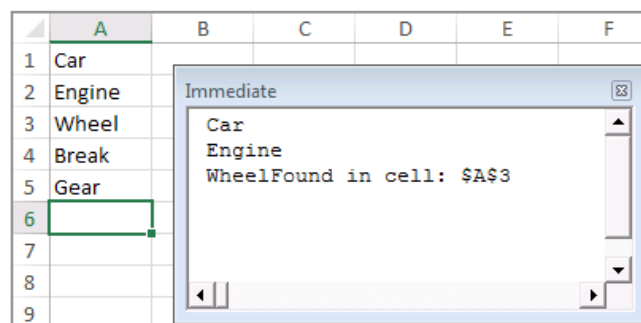 A B C D E F
1 Car
2 Engine
3 Wheel
4 Break
5 Gear
6
7
8
9
Immediate
Car
Engine
WheelFound in cell: $A$3